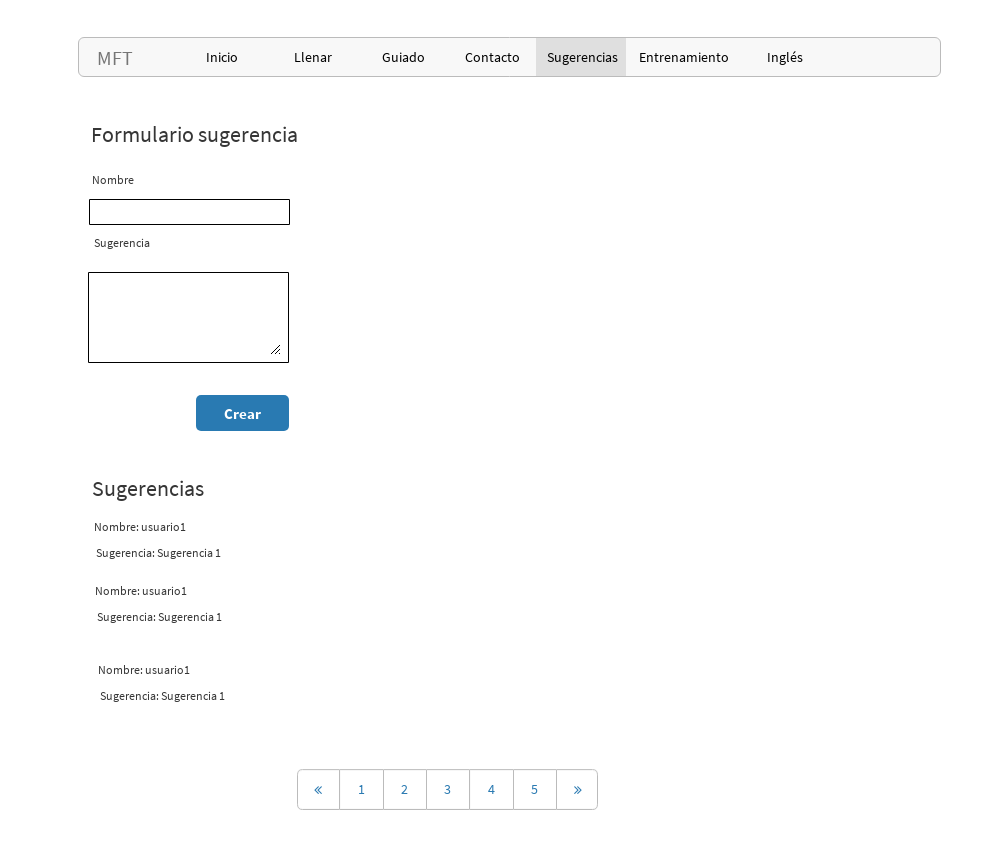 MFT Inicio Llenar Guiado Contacto Sugerencias Entrenamiento Inglés
Formulario sugerencia
Nombre
Sugerencia
Crear
Sugerencias
Nombre: usuario1
Sugerencia: Sugerencia 1
Nombre: usuario1
Sugerencia: Sugerencia 1
Nombre: usuario1
Sugerencia: Sugerencia 1
« 1 2 3 4 5 »